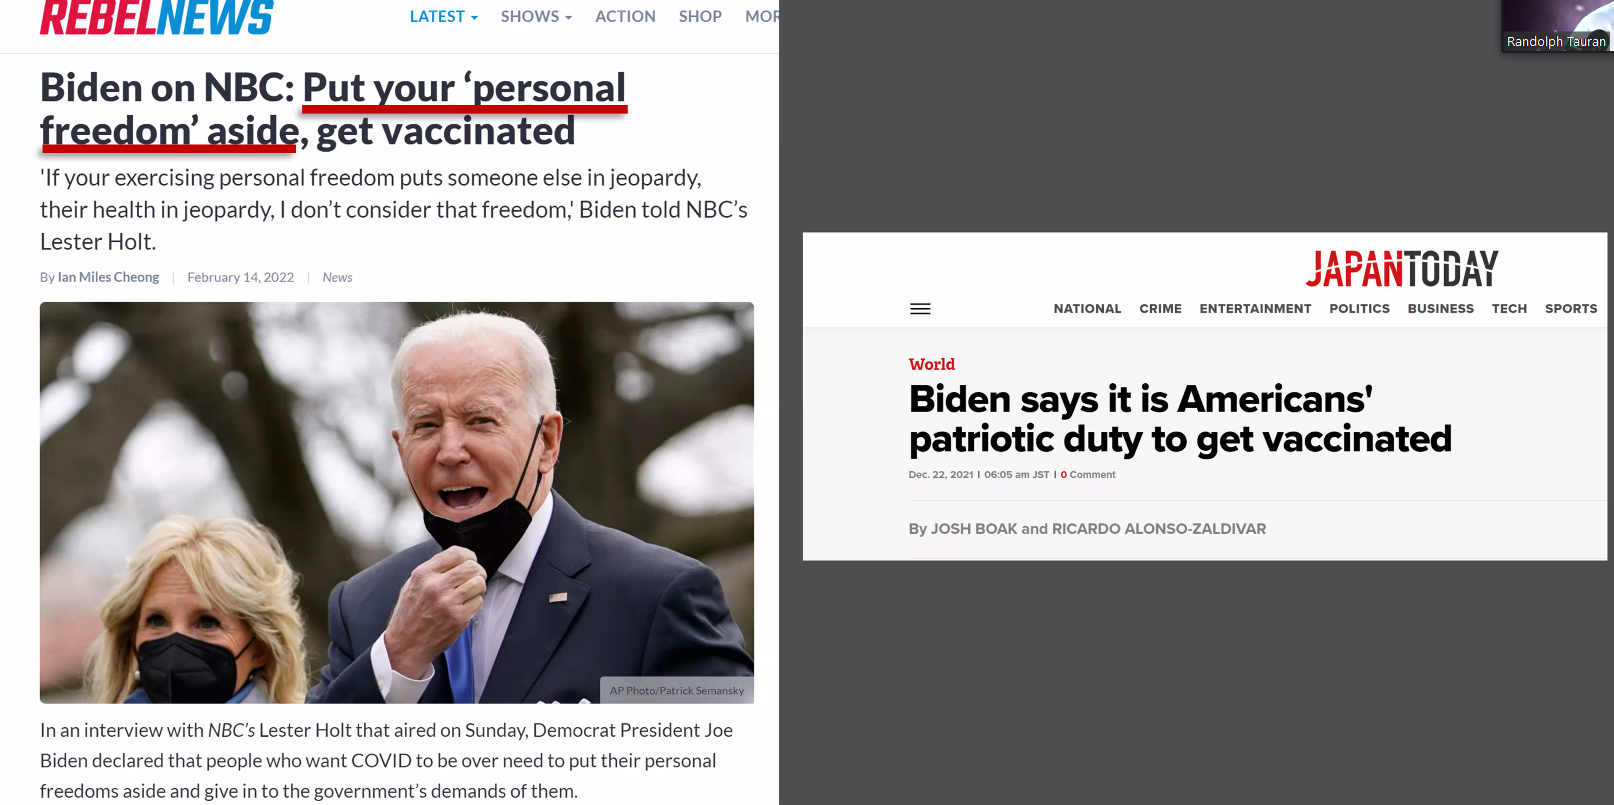 REBELNEWS
LATEST SHOWS ACTION SHOP MOR
Biden on NBC: Put your ‘personal
freedom’ aside, get vaccinated
'If your exercising personal freedom puts someone else in jeopardy,
their health in jeopardy, I don’t consider that freedom,' Biden told NBC’s
Lester Holt.
By Ian Miles Cheong | February 14, 2022 | News
AP Photo/Patrick Semansky
In an interview with NBC’s Lester Holt that aired on Sunday, Democrat President Joe
Biden declared that people who want COVID to be over need to put their personal
freedoms aside and give in to the government’s demands of them.
Randolph Tauran
JAPANTODAY
NATIONAL CRIME ENTERTAINMENT POLITICS BUSINESS TECH SPORTS
World
Biden says it is Americans'
patriotic duty to get vaccinated
Dec. 22, 2021 | 06:05 am JST | 0 Comment
By JOSH BOAK and RICARDO ALONSO-ZALDIVAR